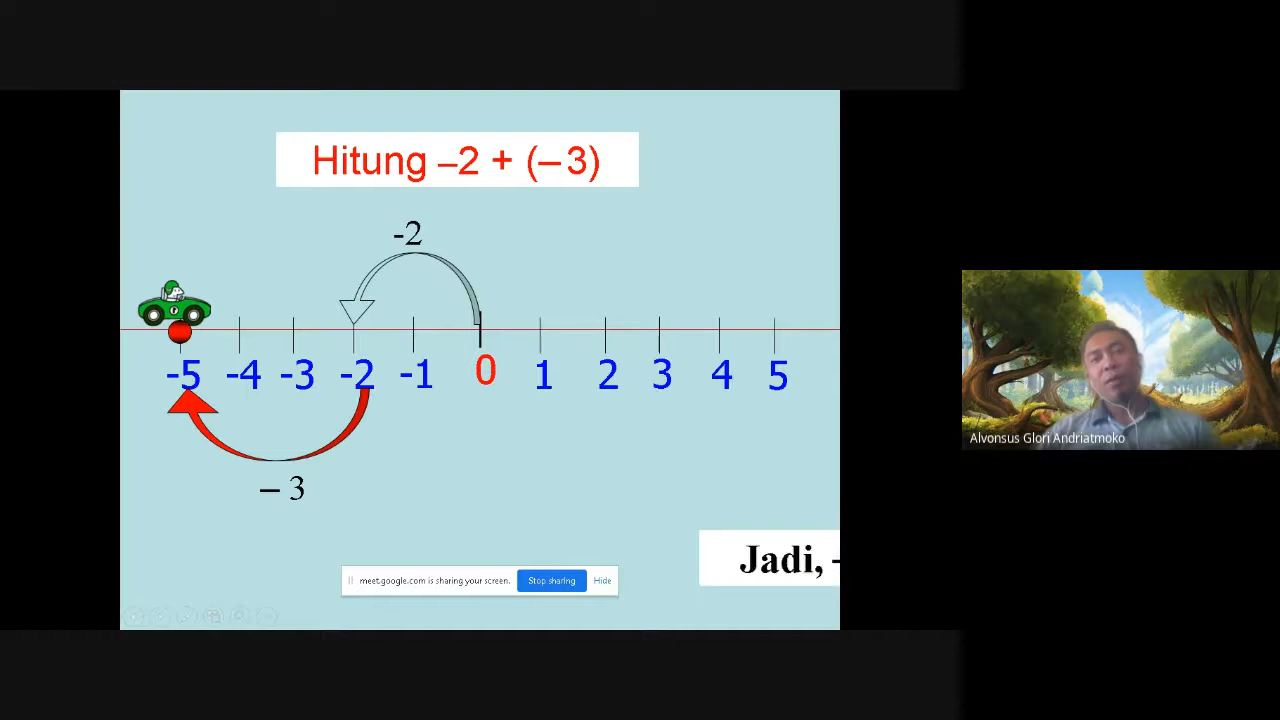 Hitung –2 + (– 3)
-2
-5 -4 -3 -2 -1 0 1 2 3 4 5
– 3
Jadi, -
meet.google.com is sharing your screen. Stop sharing Hide
Alvonsus Glori Andriatmoko